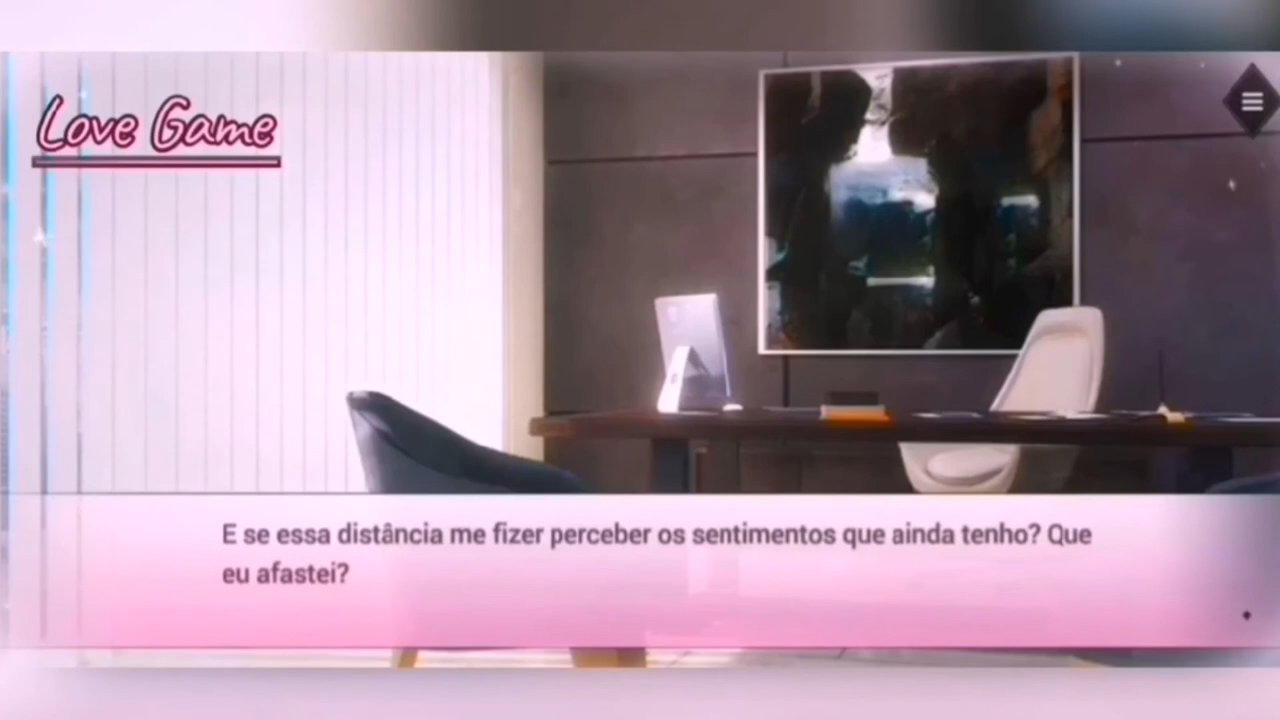 Love Game
E se essa distância me fizer perceber os sentimentos que ainda tenho? Que
eu afastei?